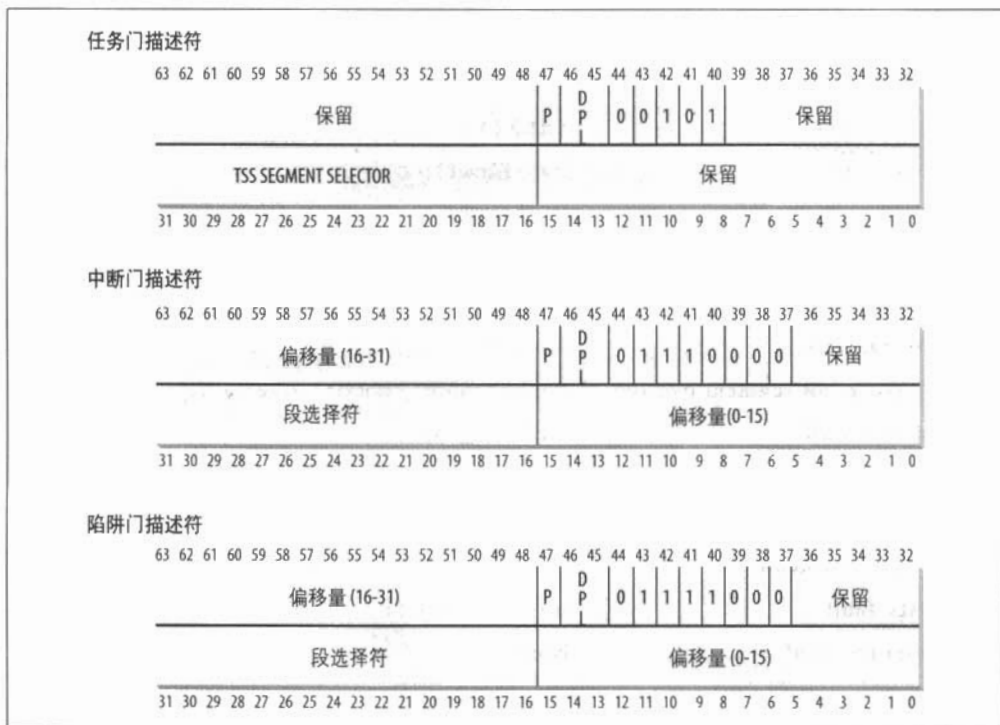 任务门描述符
63 62 61 60 59 58 57 56 55 54 53 52 51 50 49 48 47 46 45 44 43 42 41 40 39 38 37 36 35 34 33 32
保留 P DPL 0 0 1 0 1 保留
TSS SEGMENT SELECTOR 保留
31 30 29 28 27 26 25 24 23 22 21 20 19 18 17 16 15 14 13 12 11 10 9 8 7 6 5 4 3 2 1 0
中断门描述符
63 62 61 60 59 58 57 56 55 54 53 52 51 50 49 48 47 46 45 44 43 42 41 40 39 38 37 36 35 34 33 32
偏移量 (16-31) P DPL 0 1 1 1 0 0 0 0 保留
段选择符 偏移量(0-15)
31 30 29 28 27 26 25 24 23 22 21 20 19 18 17 16 15 14 13 12 11 10 9 8 7 6 5 4 3 2 1 0
陷阱门描述符
63 62 61 60 59 58 57 56 55 54 53 52 51 50 49 48 47 46 45 44 43 42 41 40 39 38 37 36 35 34 33 32
偏移量 (16-31) P DPL 0 1 1 1 1 0 0 0 保留
段选择符 偏移量(0-15)
31 30 29 28 27 26 25 24 23 22 21 20 19 18 17 16 15 14 13 12 11 10 9 8 7 6 5 4 3 2 1 0